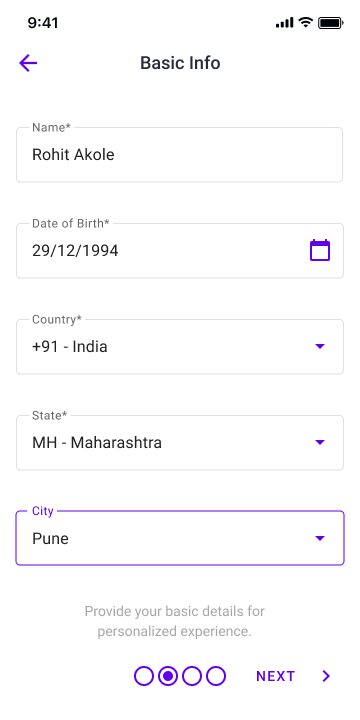 9:41
Basic Info
Name*
Rohit Akole
Date of Birth*
29/12/1994
Country*
+91 - India
State*
MH - Maharashtra
City
Pune
Provide your basic details for
personalized experience.
NEXT